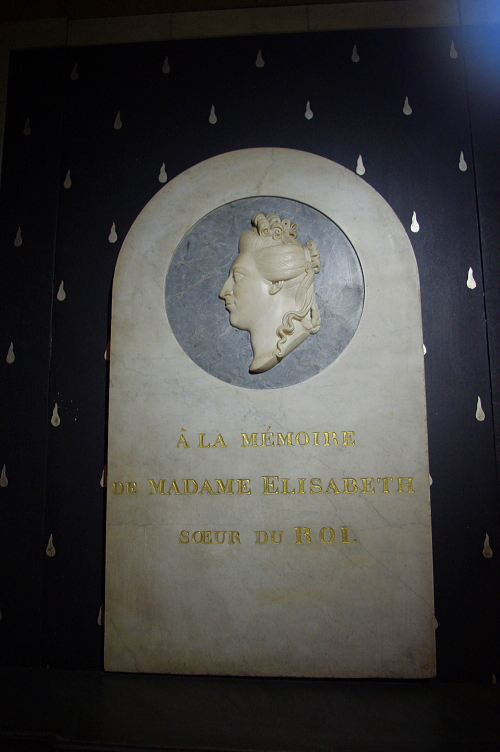 À LA MÉMOIRE
DE MADAME ELISABETH
SŒUR DU ROI.